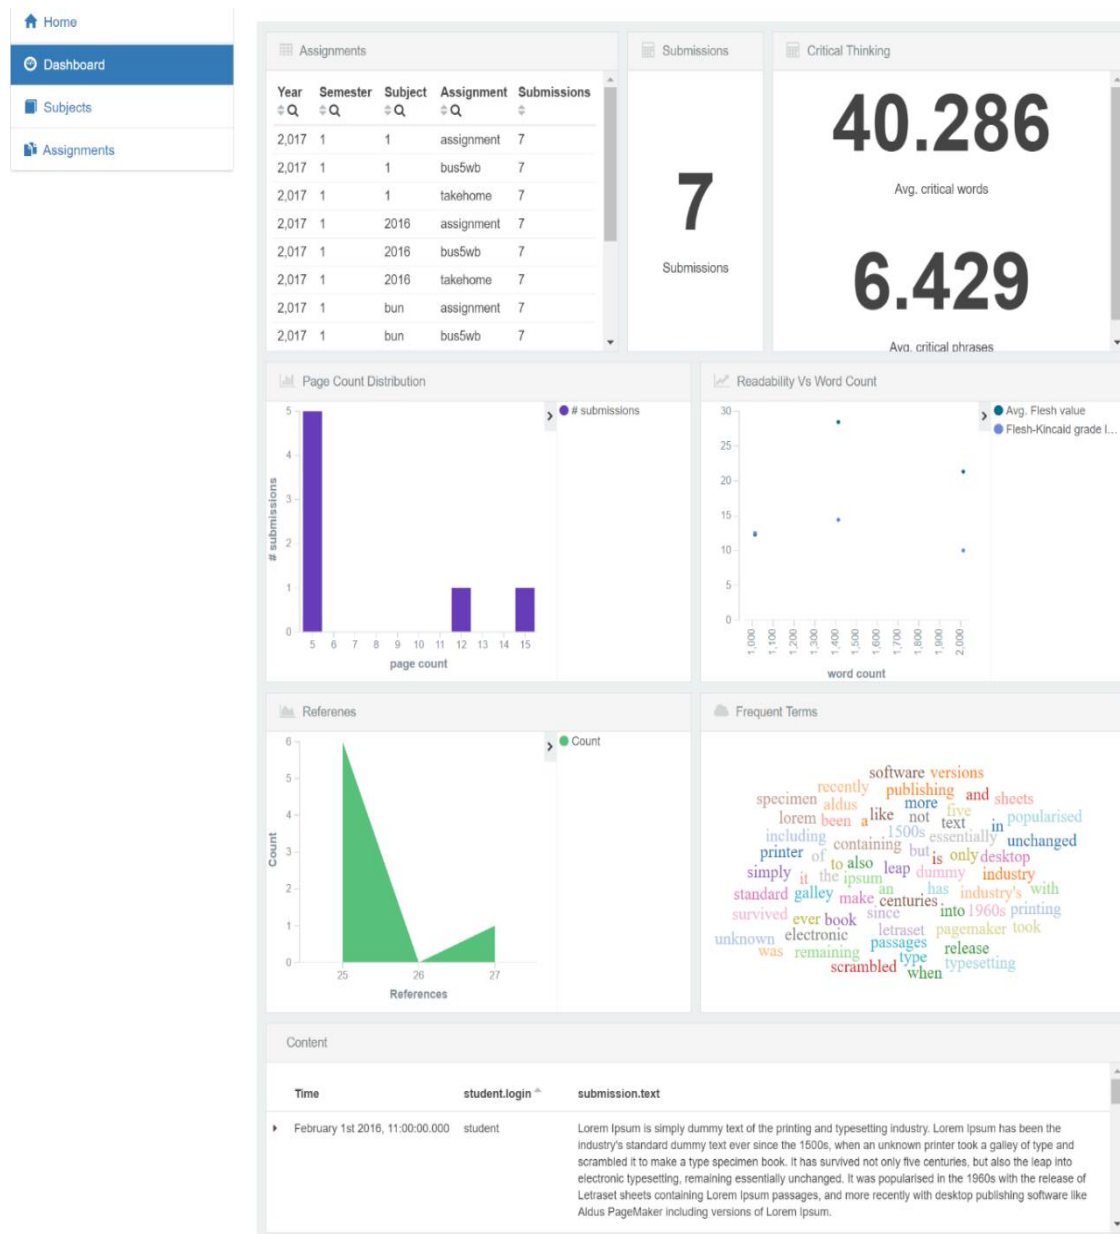 Home
Dashboard
Subjects
Assignments
Assignments
Year Semester Subject Assignment Submissions
2,017 1 1 assignment 7
2,017 1 1 bus5wb 7
2,017 1 1 takehome 7
2,017 1 2016 assignment 7
2,017 1 2016 bus5wb 7
2,017 1 2016 takehome 7
2,017 1 bun assignment 7
2,017 1 bun bus5wb 7
Submissions
7
Submissions
Critical Thinking
40.286
Avg. critical words
6.429
Avg. critical phrases
Page Count Distribution
# submissions
5
4
3
2
1
0
# submissions
5 6 7 8 9 10 11 12 13 14 15
page count
Readability Vs Word Count
Avg. Flesh value
Flesh-Kincaid grade l...
30
25
20
15
10
5
0
1,000 1,100 1,200 1,300 1,400 1,500 1,600 1,700 1,800 1,900 2,000
word count
Referenes
Count
6
5
4
3
2
1
0
Count
25 26 27
References
Frequent Terms
software versions
recently publishing and sheets
specimen aldus more five
lorem been a like not text in popularised
including 1500s essentially unchanged
printer of containing but is only desktop
simply it the ipsum to also leap dummy industry
standard galley make an centuries has industry's with
survived ever book since into 1960s printing
unknown electronic letraset pagemaker took
was remaining passages release
scrambled type when typesetting
Content
Time student.login submission.text
February 1st 2016, 11:00:00.000 student Lorem Ipsum is simply dummy text of the printing and typesetting industry. Lorem Ipsum has been the
industry's standard dummy text ever since the 1500s, when an unknown printer took a galley of type and
scrambled it to make a type specimen book. It has survived not only five centuries, but also the leap into
electronic typesetting, remaining essentially unchanged. It was popularised in the 1960s with the release of
Letraset sheets containing Lorem Ipsum passages, and more recently with desktop publishing software like
Aldus PageMaker including versions of Lorem Ipsum.